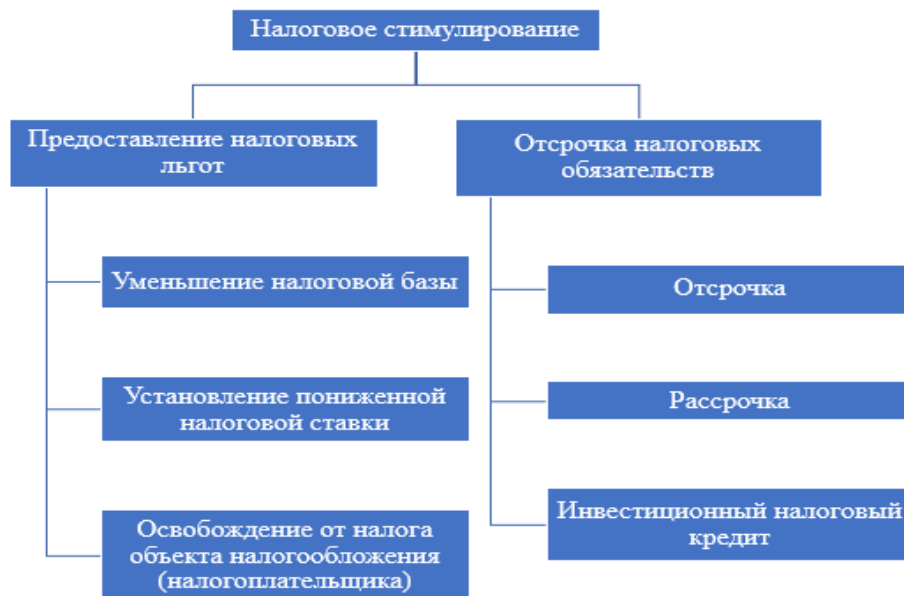 Налоговое стимулирование
Предоставление налоговых
льгот
Уменьшение налоговой базы
Установление пониженной
налоговой ставки
Освобождение от налога
объекта налогообложения
(налогоплательщика)
Отсрочка налоговых
обязательств
Отсрочка
Рассрочка
Инвестиционный налоговый
кредит